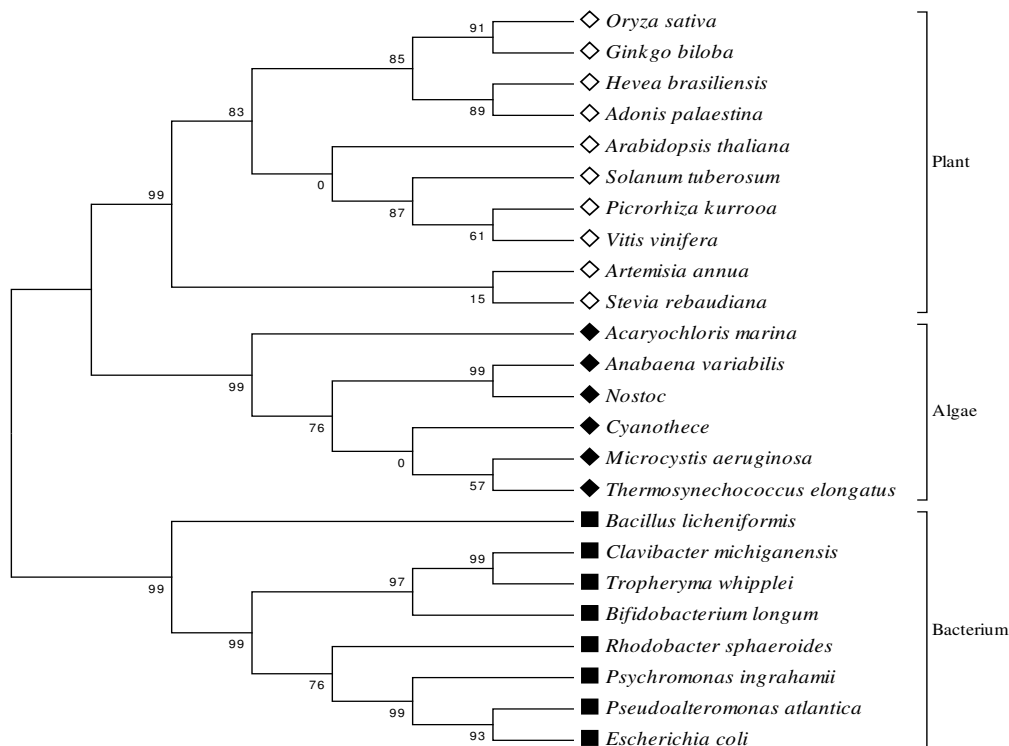 91
Oryza sativa
Ginkgo biloba
85
Hevea brasiliensis
89
Adonis palaestina
83
Arabidopsis thaliana
0
Solanum tuberosum
87
Picrorhiza kurrooa
61
Vitis vinifera
99
Artemisia annua
15
Stevia rebaudiana
Plant
Acaryochloris marina
99
Anabaena variabilis
99
Nostoc
76
Cyanothece
0
Microcystis aeruginosa
57
Thermosynechococcus elongatus
Algae
Bacillus licheniformis
99
Clavibacter michiganensis
99
Tropheryma whipplei
97
Bifidobacterium longum
99
Rhodobacter sphaeroides
76
Psychromonas ingrahamii
99
Pseudoalteromonas atlantica
93
Escherichia coli
Bacterium